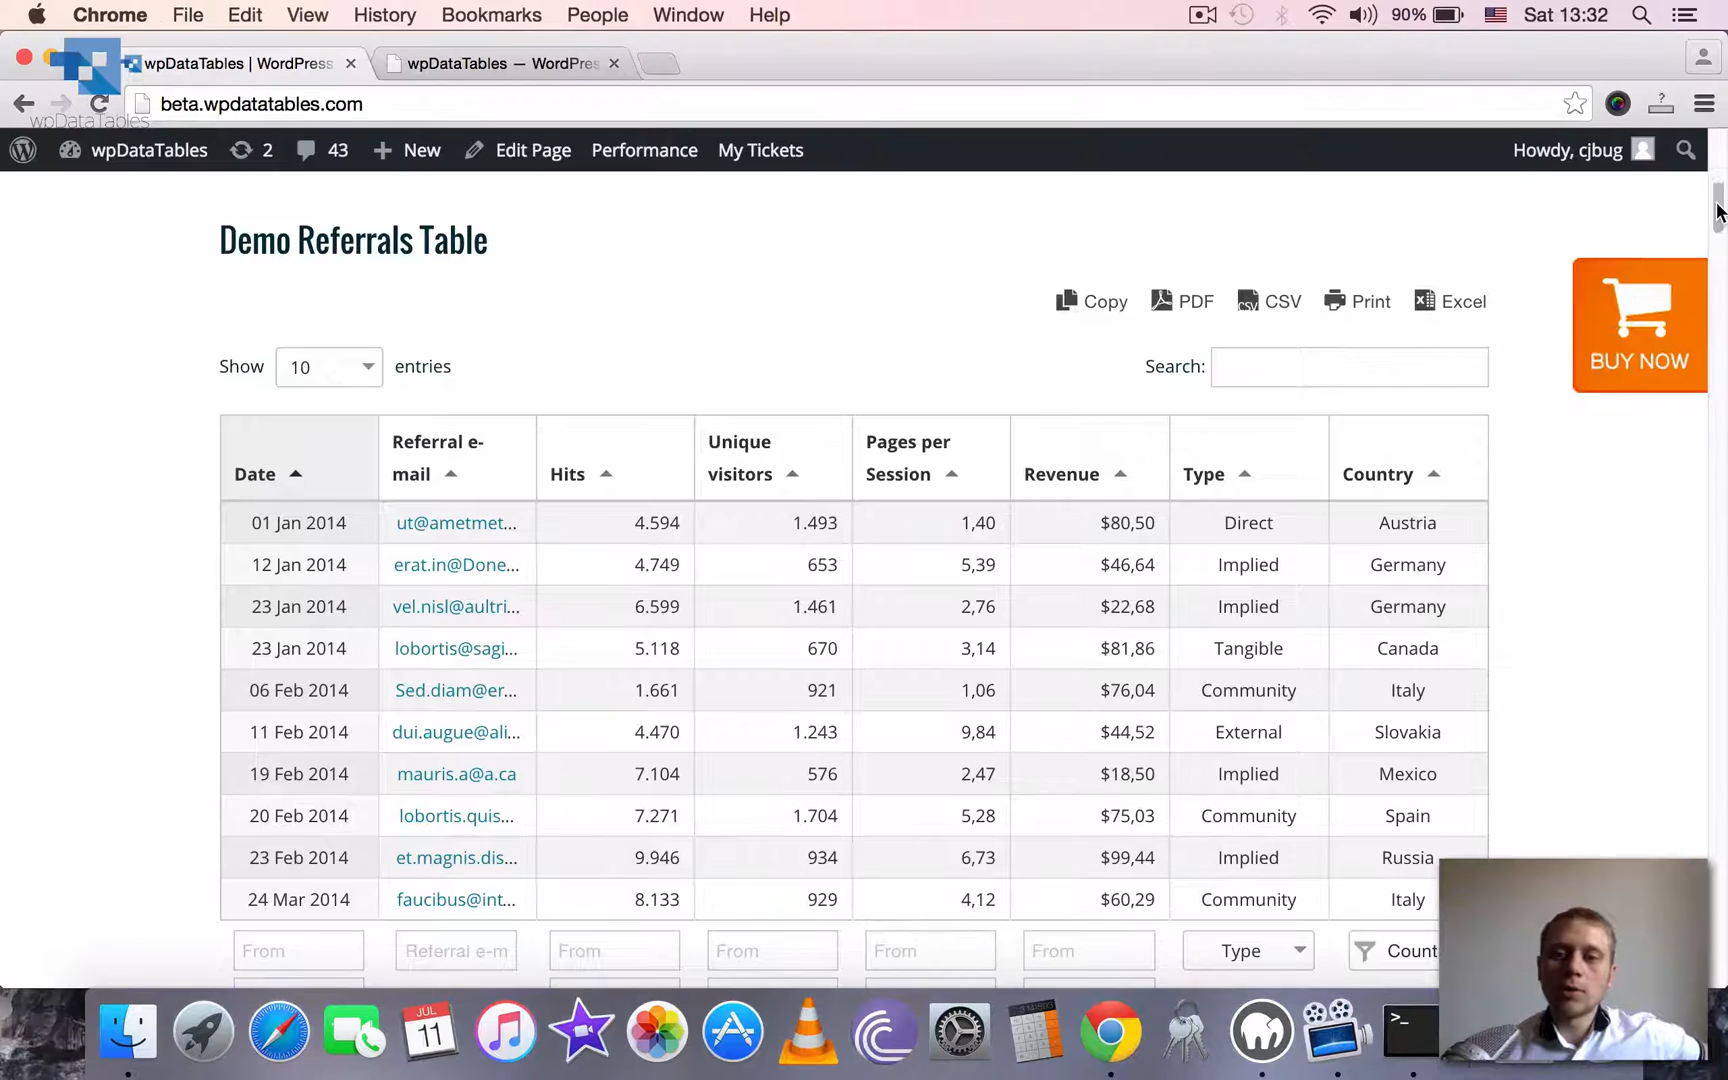 Chrome File Edit View History Bookmarks People Window Help 90% Sat 13:32
wpDataTables | WordPress wpDataTables — WordPres
beta.wpdatatables.com
wpDataTables
wpDataTables 2 43 New Edit Page Performance My Tickets Howdy, cjbug
Demo Referrals Table
Copy PDF CSV Print Excel
BUY NOW
Show 10 entries Search:
Date Referral e-mail Hits Unique visitors Pages per Session Revenue Type Country
01 Jan 2014 ut@ametmet... 4.594 1.493 1,40 $80,50 Direct Austria
12 Jan 2014 erat.in@Done... 4.749 653 5,39 $46,64 Implied Germany
23 Jan 2014 vel.nisl@aultri... 6.599 1.461 2,76 $22,68 Implied Germany
23 Jan 2014 lobortis@sagi... 5.118 670 3,14 $81,86 Tangible Canada
06 Feb 2014 Sed.diam@er... 1.661 921 1,06 $76,04 Community Italy
11 Feb 2014 dui.augue@ali... 4.470 1.243 9,84 $44,52 External Slovakia
19 Feb 2014 mauris.a@a.ca 7.104 576 2,47 $18,50 Implied Mexico
20 Feb 2014 lobortis.quis... 7.271 1.704 5,28 $75,03 Community Spain
23 Feb 2014 et.magnis.dis... 9.946 934 6,73 $99,44 Implied Russia
24 Mar 2014 faucibus@int... 8.133 929 4,12 $60,29 Community Italy
From Referral e-m From From From From Type Count
JUL
11